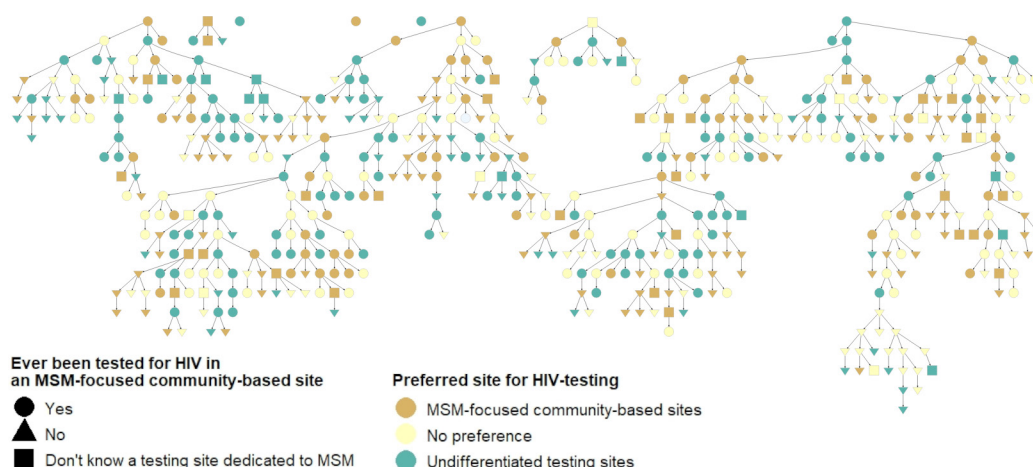 Ever been tested for HIV in
an MSM-focused community-based site
Yes
No
Don't know a testing site dedicated to MSM
Preferred site for HIV-testing
MSM-focused community-based sites
No preference
Undifferentiated testing sites